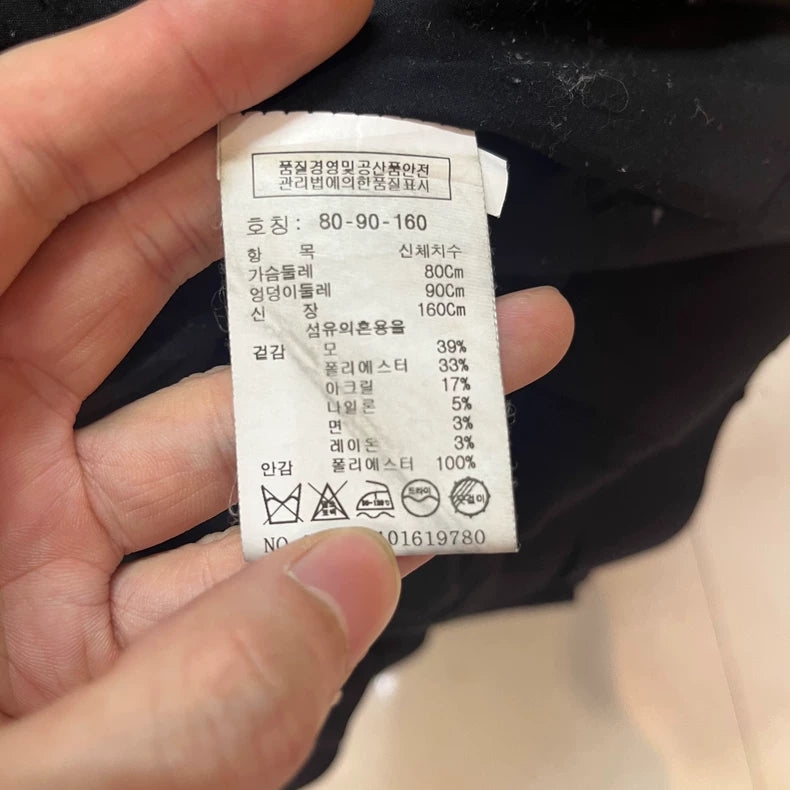 품질경영및공산품안전
관리법에의한품질표시
호칭: 80-90-160
항 목 신체치수
가슴둘레 80Cm
엉덩이둘레 90Cm
신 장 160Cm
섬유의혼용율
겉감 모 39%
폴리에스터 33%
아크릴 17%
나일론 5%
면 3%
레이온 3%
안감 폴리에스터 100%
드라이
옷걸이
NO 101619780